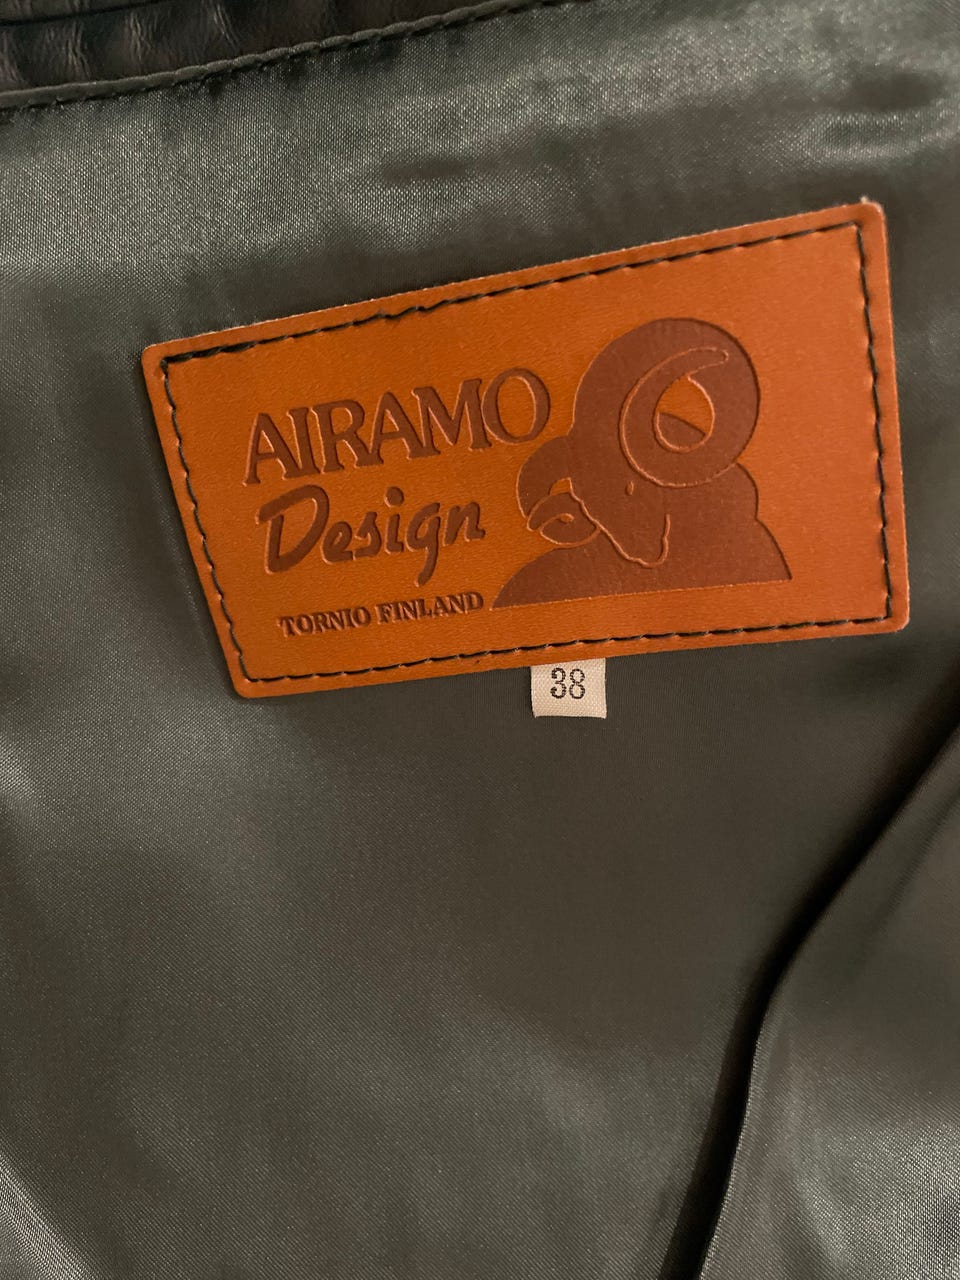 AIRAMO
Design
TORNIO FINLAND
38